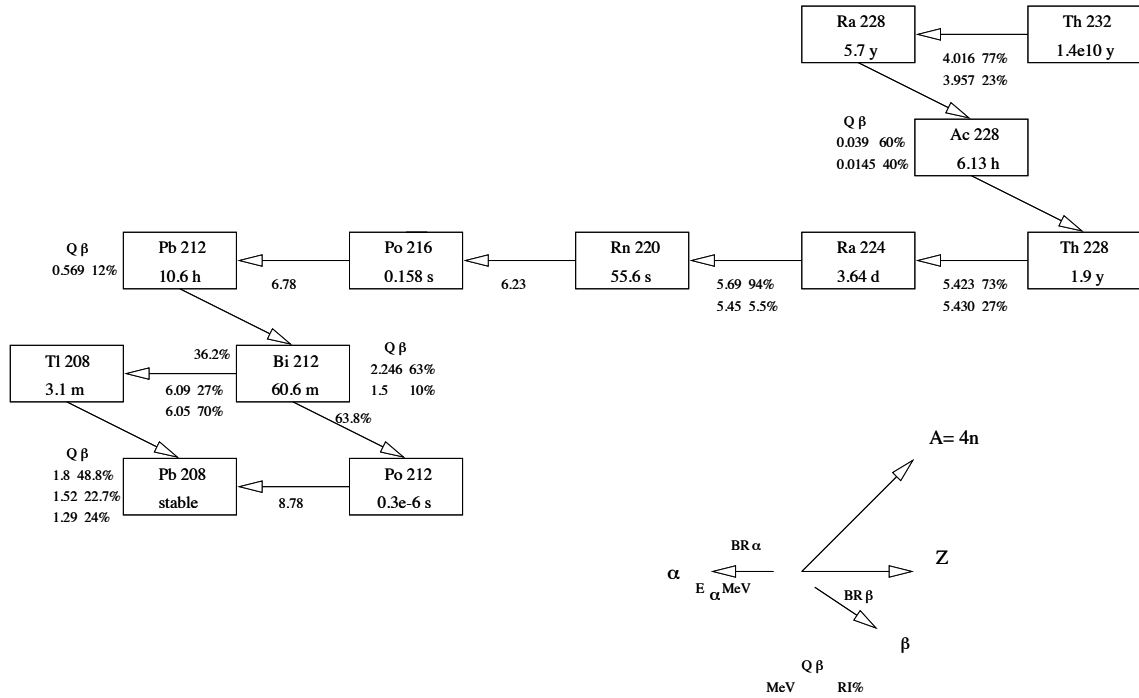 Ra 228
5.7 y
Th 232
1.4e10 y
4.016 77%
3.957 23%
Q β
0.039 60%
0.0145 40%
Ac 228
6.13 h
Q β
0.569 12%
Pb 212
10.6 h
6.78
Po 216
0.158 s
6.23
Rn 220
55.6 s
5.69 94%
5.45 5.5%
Ra 224
3.64 d
5.423 73%
5.430 27%
Th 228
1.9 y
Tl 208
3.1 m
36.2%
6.09 27%
6.05 70%
Bi 212
60.6 m
Q β
2.246 63%
1.5 10%
63.8%
Q β
1.8 48.8%
1.52 22.7%
1.29 24%
Pb 208
stable
8.78
Po 212
0.3e-6 s
A= 4n
BR α
α
E α MeV
Z
BR β
β
Q β
MeV RI%